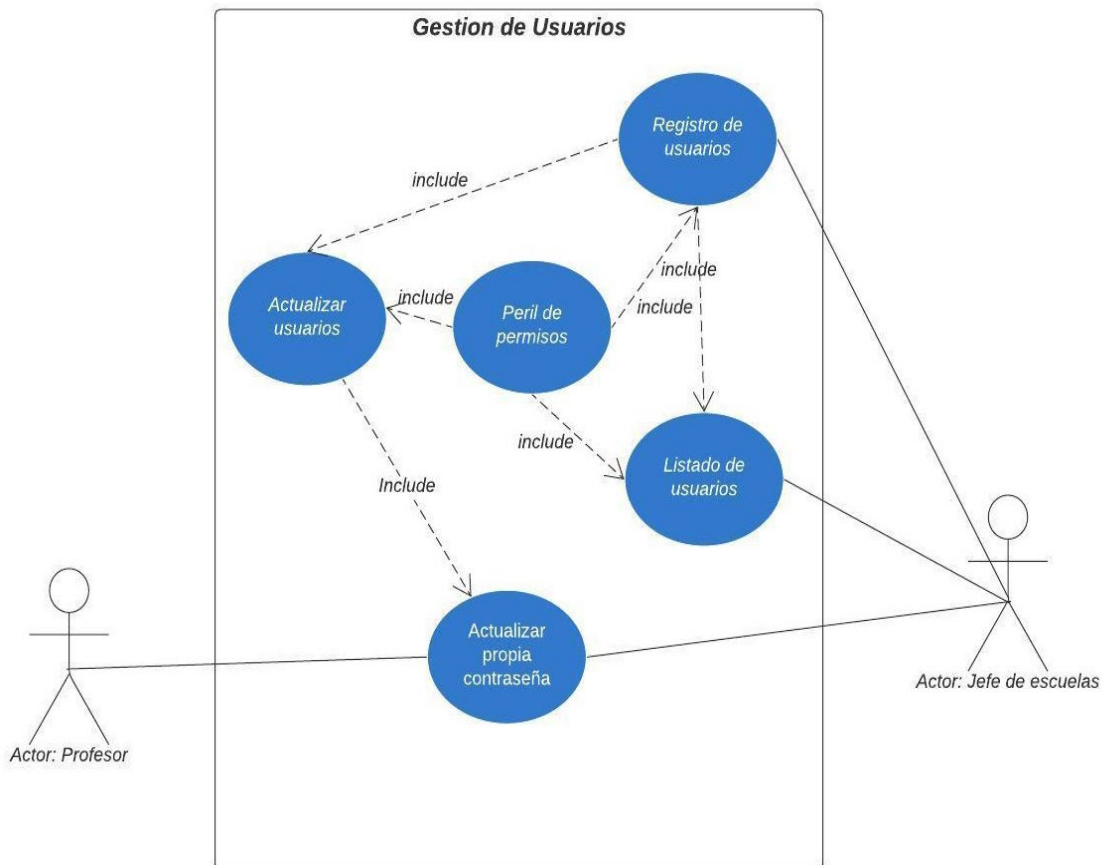 Gestion de Usuarios
Registro de
usuarios
include
Actualizar
usuarios
include
Peril de
permisos
include
include
include
Listado de
usuarios
Include
Actualizar
propia
contraseña
Actor: Profesor
Actor: Jefe de escuelas